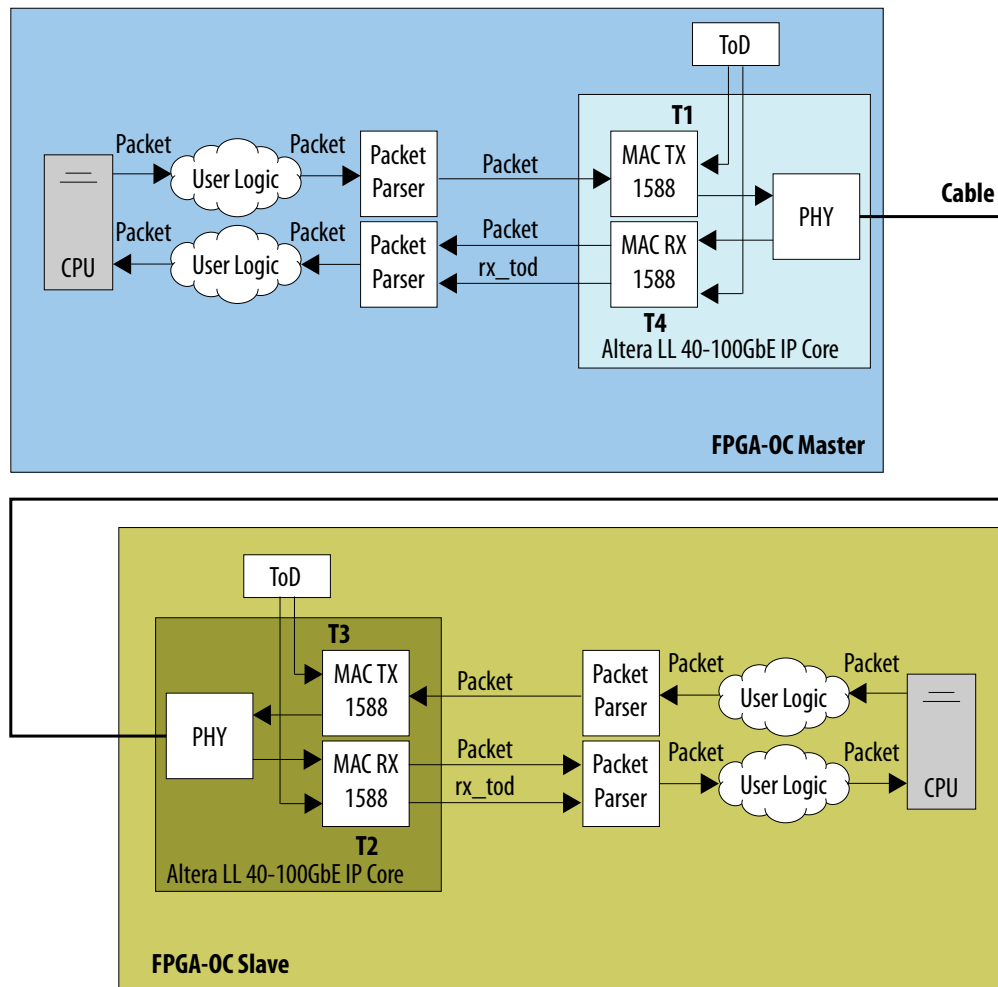 ToD
T1
Packet
Packet
Packet
Parser
Packet
MAC TX
1588
User Logic
PHY
Cable
Packet
Packet
Packet
Parser
Packet
rx_tod
MAC RX
1588
CPU
User Logic
T4
Altera LL 40-100GbE IP Core
FPGA-OC Master
ToD
T3
MAC TX
1588
Packet
Packet
Parser
Packet
User Logic
Packet
PHY
MAC RX
1588
Packet
rx_tod
Packet
Parser
Packet
User Logic
Packet
CPU
T2
Altera LL 40-100GbE IP Core
FPGA-OC Slave